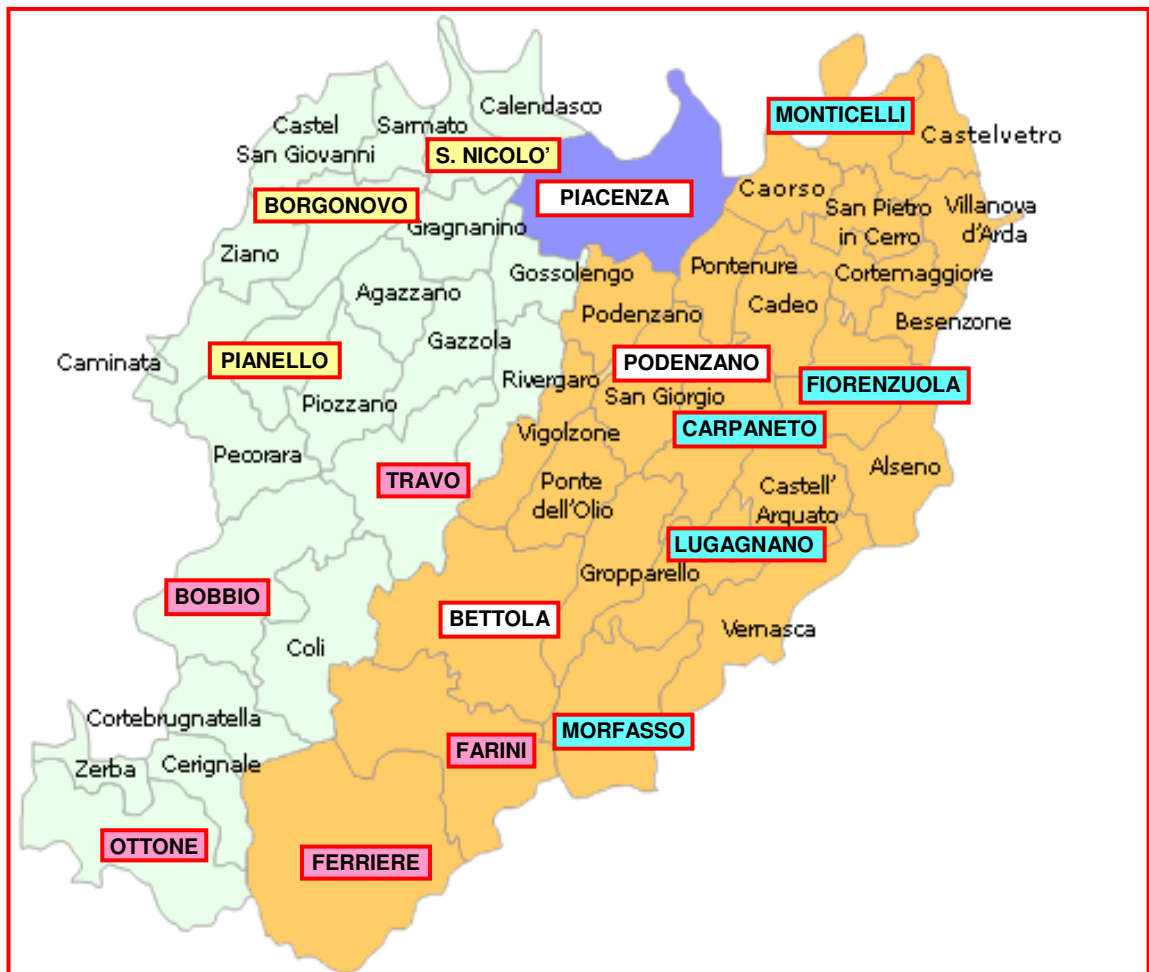 Calendasco
MONTICELLI
Castel
San Giovanni
Sarmato
Castelvetro
S. NICOLO’
PIACENZA
Caorso
BORGONOVO
San Pietro
in Cerro
Villanova
d'Arda
Gragnanino
Ziano
Gossolengo
Pontenure
Cortemaggiore
Agazzano
Podenzano
Cadeo
Besenzone
Gazzola
Caminata
PIANELLO
PODENZANO
Rivergaro
FIORENZUOLA
Piozzano
San Giorgio
Vigolzone
CARPANETO
Pecorara
TRAVO
Ponte
dell'Olio
Castell'
Arquato
Alseno
LUGAGNANO
Gropparello
BOBBIO
BETTOLA
Vernasca
Coli
Cortebrugnatella
MORFASSO
FARINI
Zerba
Cerignale
OTTONE
FERRIERE